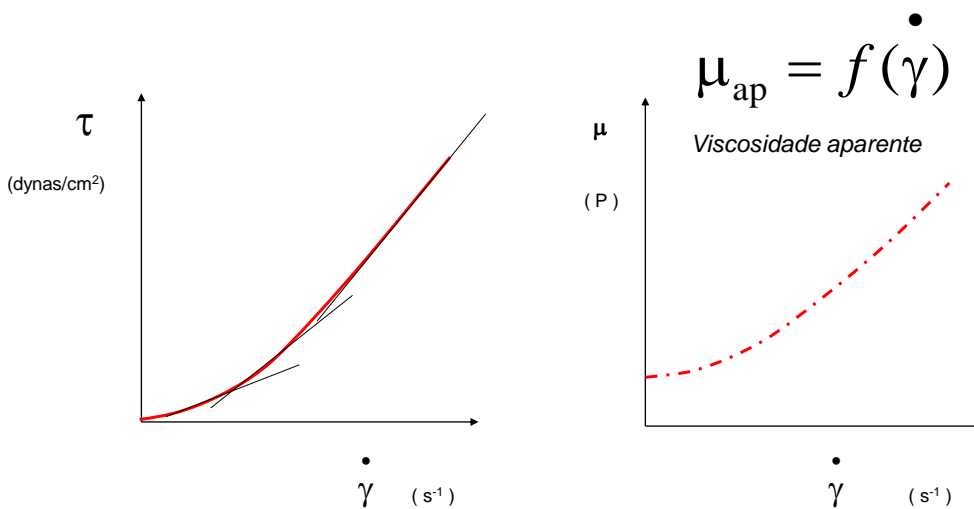 μap = f(γ̇)
τ
(dynas/cm²)
γ̇ ( s-1 )
μ
( P )
Viscosidade aparente
γ̇ ( s-1 )